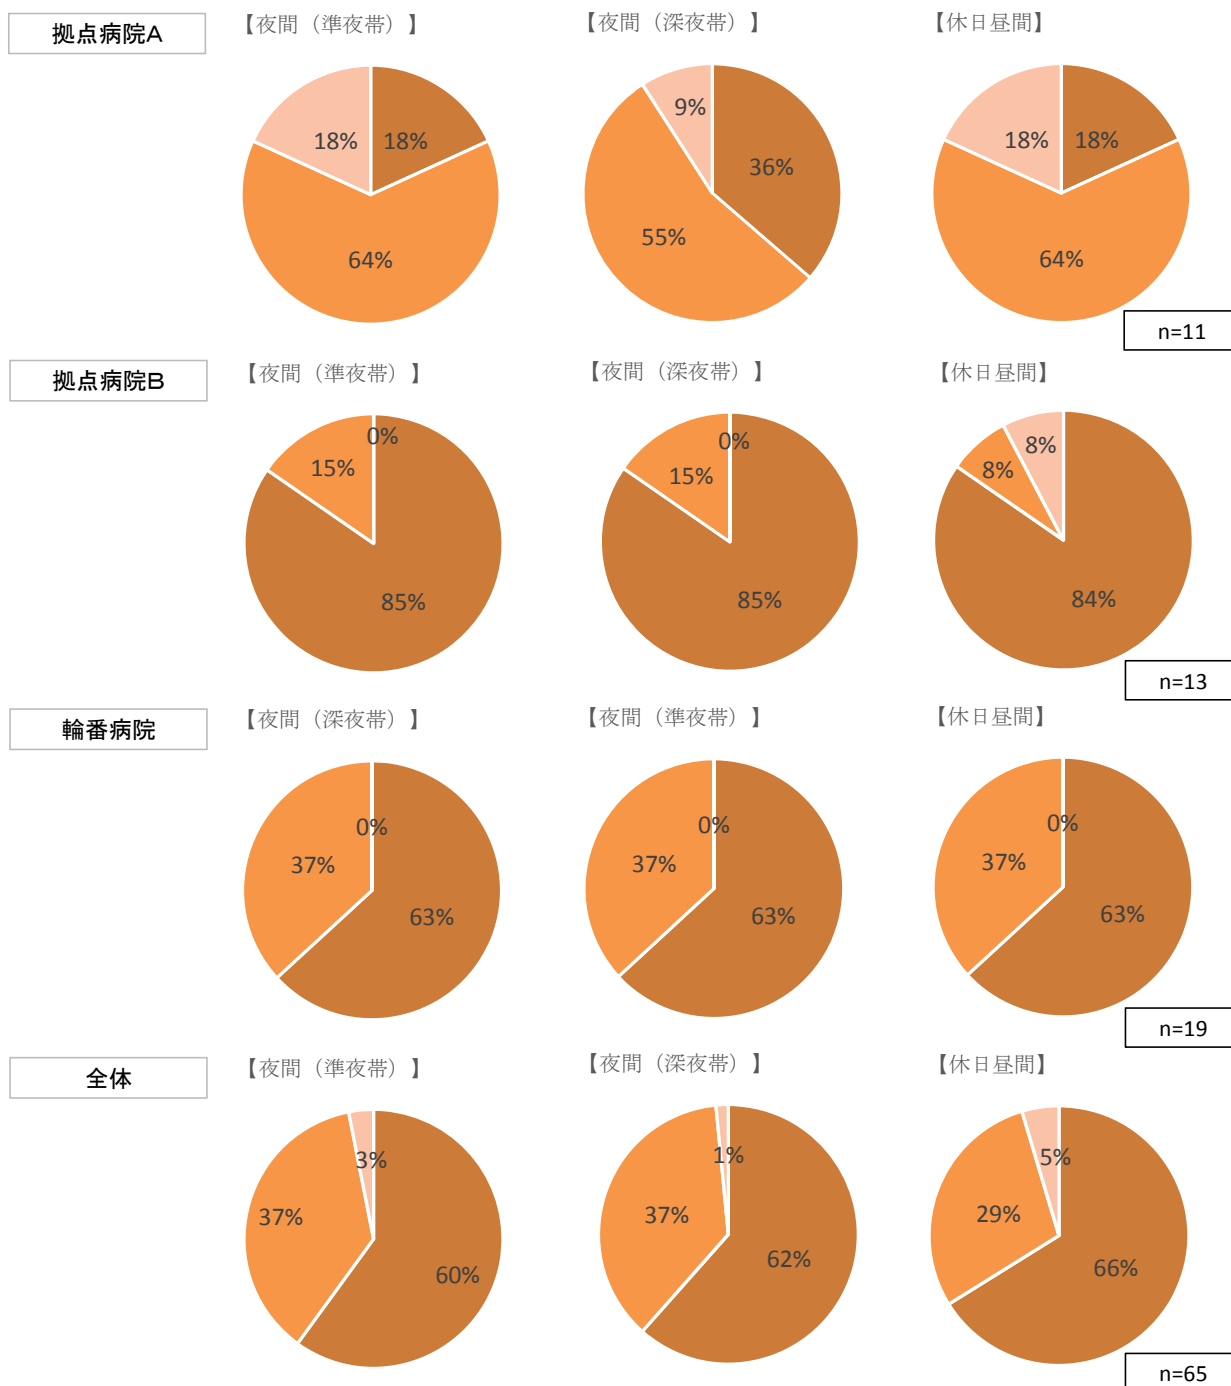 拠点病院A
【夜間（準夜帯）】
【夜間（深夜帯）】
【休日昼間】
18%
18%
64%
9%
36%
55%
18%
18%
64%
n=11
拠点病院B
【夜間（準夜帯）】
【夜間（深夜帯）】
【休日昼間】
0%
15%
85%
0%
15%
85%
8%
8%
84%
n=13
輪番病院
【夜間（深夜帯）】
【夜間（準夜帯）】
【休日昼間】
0%
37%
63%
0%
37%
63%
0%
37%
63%
n=19
全体
【夜間（準夜帯）】
【夜間（深夜帯）】
【休日昼間】
3%
37%
60%
1%
37%
62%
5%
29%
66%
n=65